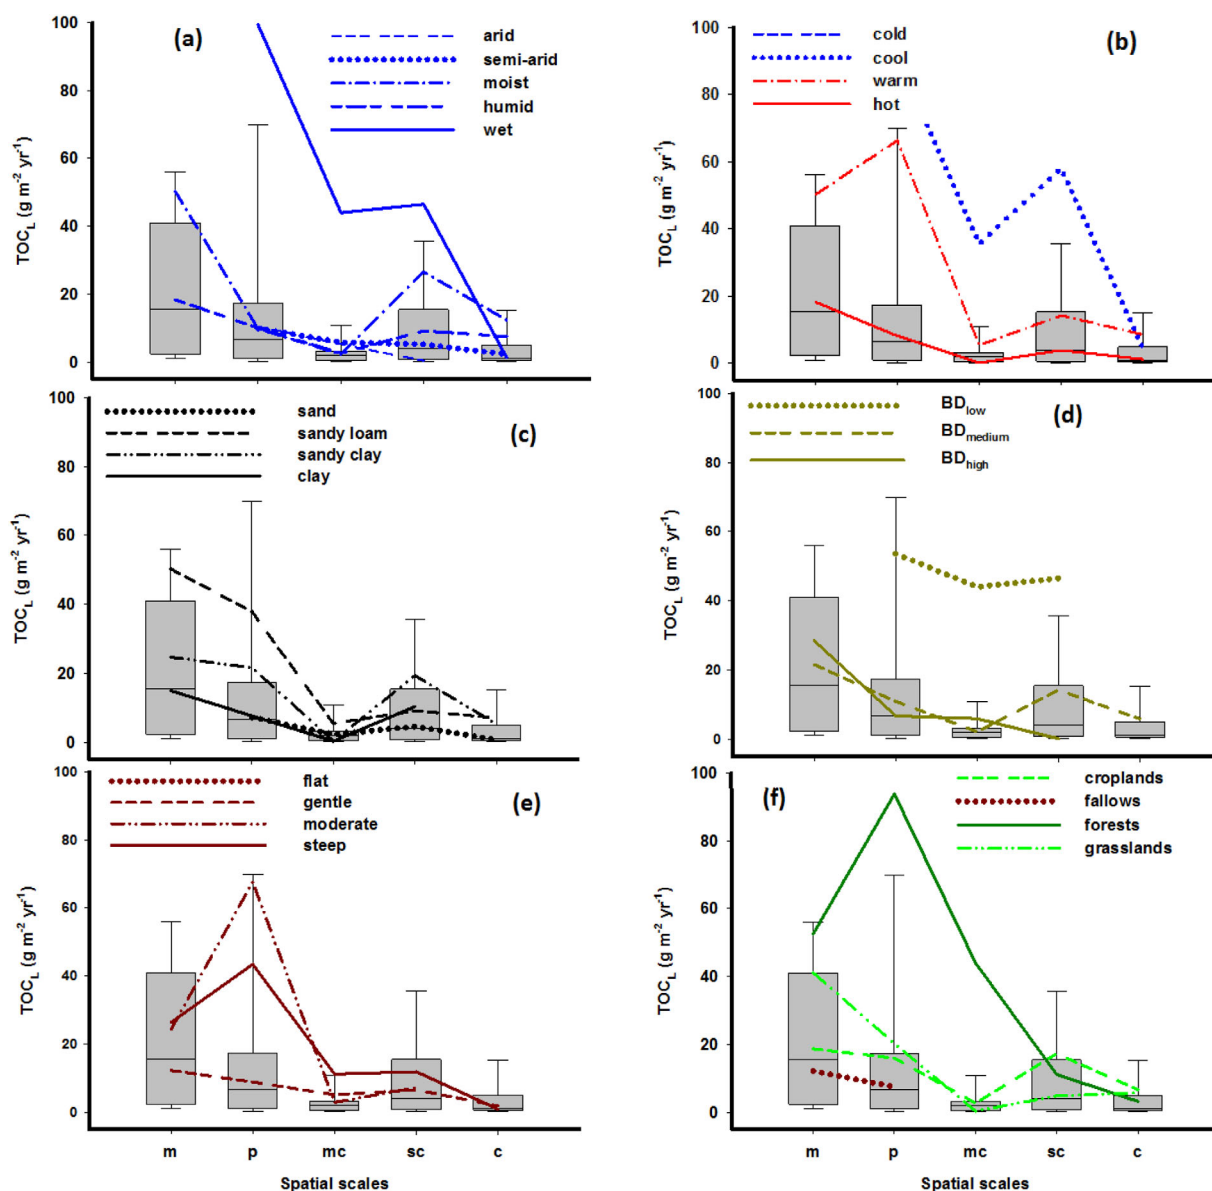 (a)
arid
semi-arid
moist
humid
wet
100
80
60
40
20
0
TOC_L (g m⁻² yr⁻¹)
(b)
cold
cool
warm
hot
100
80
60
40
20
0
TOC_L (g m⁻² yr⁻¹)
(c)
sand
sandy loam
sandy clay
clay
100
80
60
40
20
0
TOC_L (g m⁻² yr⁻¹)
(d)
BD_low
BD_medium
BD_high
100
80
60
40
20
0
TOC_L (g m⁻² yr⁻¹)
(e)
flat
gentle
moderate
steep
100
80
60
40
20
0
TOC_L (g m⁻² yr⁻¹)
m p mc sc c
Spatial scales
(f)
croplands
fallows
forests
grasslands
100
80
60
40
20
0
TOC_L (g m⁻² yr⁻¹)
m p mc sc c
Spatial scales